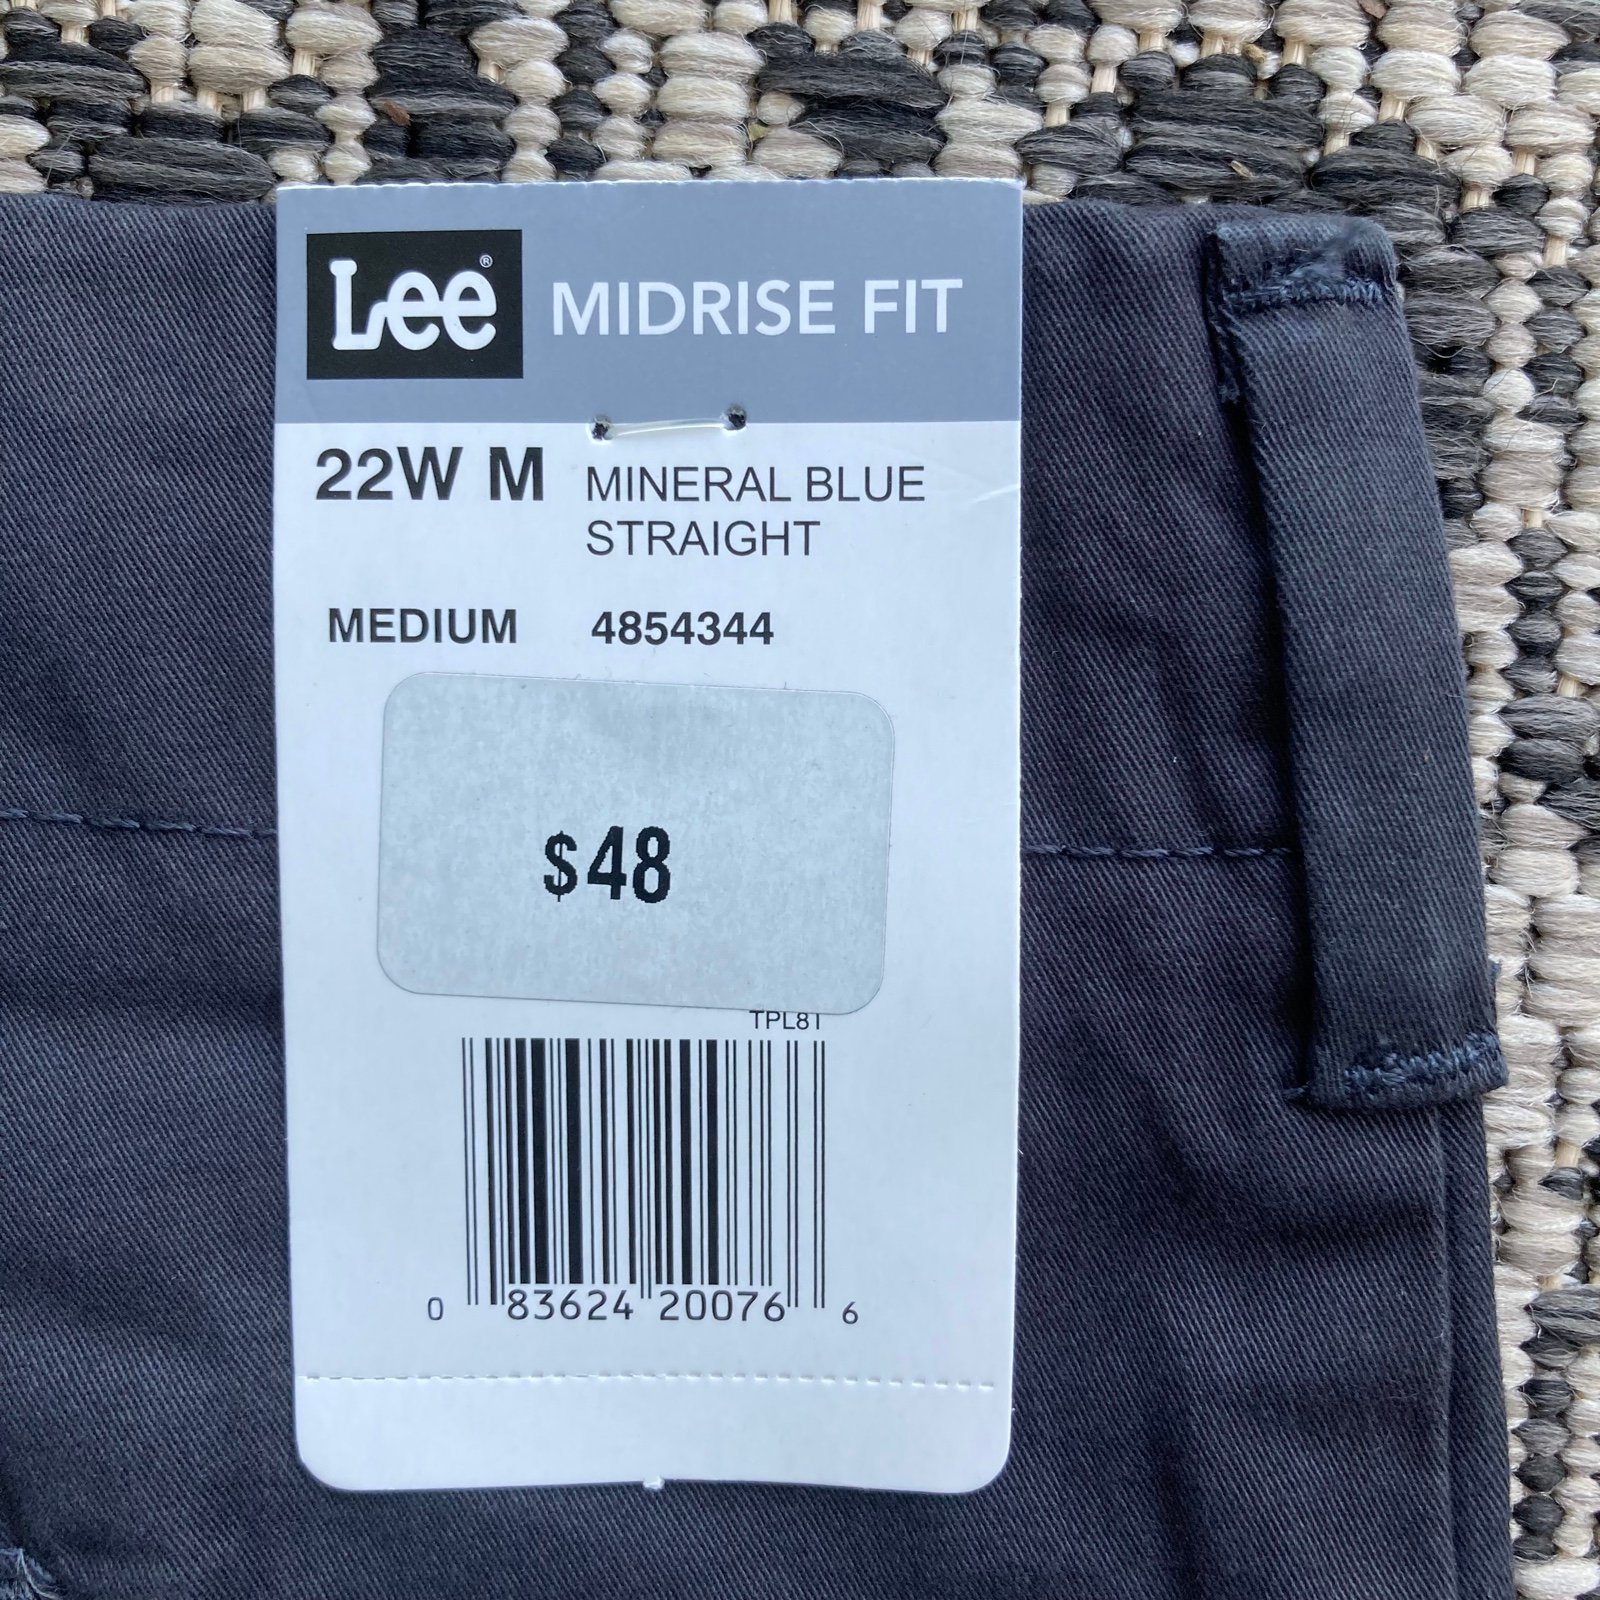 Lee® MIDRISE FIT
22W M MINERAL BLUE
STRAIGHT
MEDIUM 4854344
$48
TPL81
0 83624 20076 6